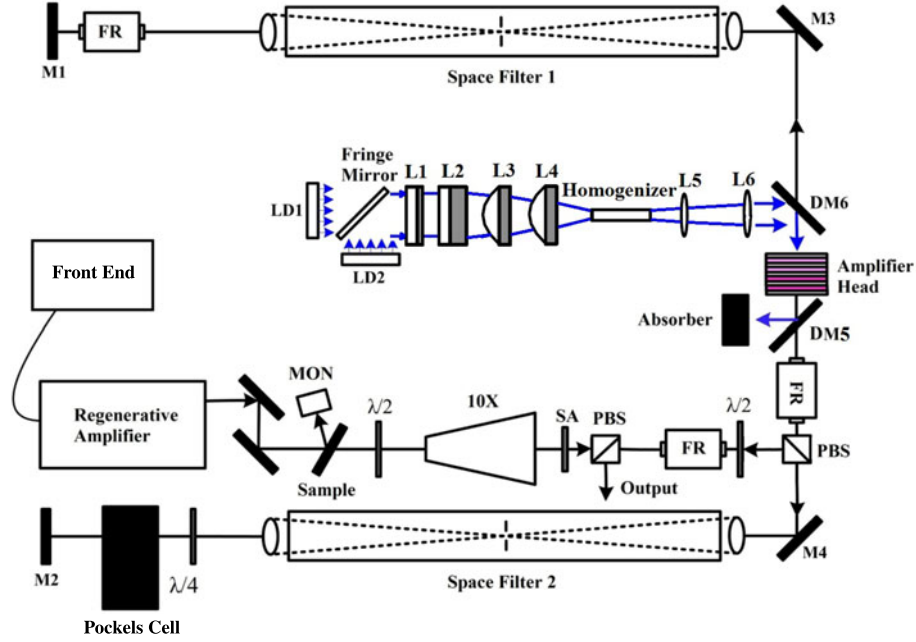 FR
M3
M1
Space Filter 1
Fringe
Mirror
L1 L2 L3 L4
Homogenizer
L5 L6
LD1
DM6
LD2
Front End
Amplifier
Head
Absorber
DM5
MON
FR
Regenerative
Amplifier
λ/2
10X
SA PBS
λ/2
FR
PBS
Sample
Output
M2
λ/4
Space Filter 2
M4
Pockels Cell